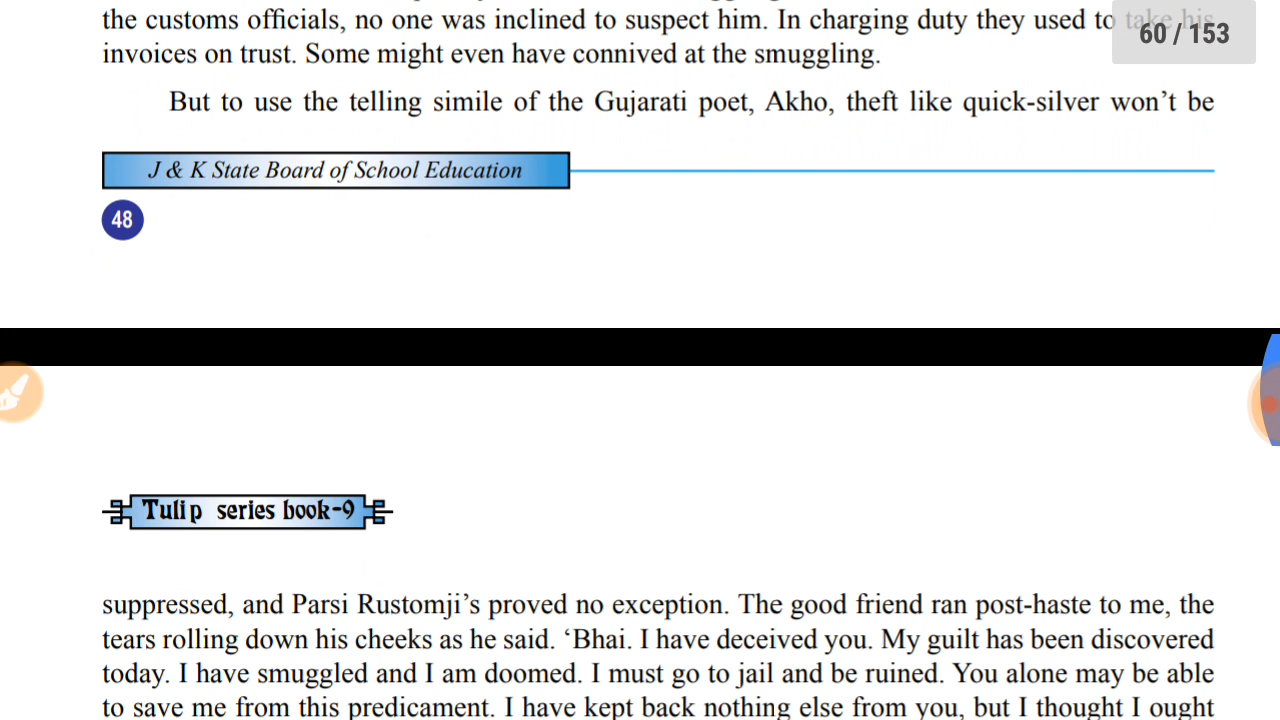 the customs officials, no one was inclined to suspect him. In charging duty they used to take his
60 / 153
invoices on trust. Some might even have connived at the smuggling.
But to use the telling simile of the Gujarati poet, Akho, theft like quick-silver won’t be
J & K State Board of School Education
48
Tulip series book-9
suppressed, and Parsi Rustomji’s proved no exception. The good friend ran post-haste to me, the
tears rolling down his cheeks as he said. ‘Bhai. I have deceived you. My guilt has been discovered
today. I have smuggled and I am doomed. I must go to jail and be ruined. You alone may be able
to save me from this predicament. I have kept back nothing else from you, but I thought I ought